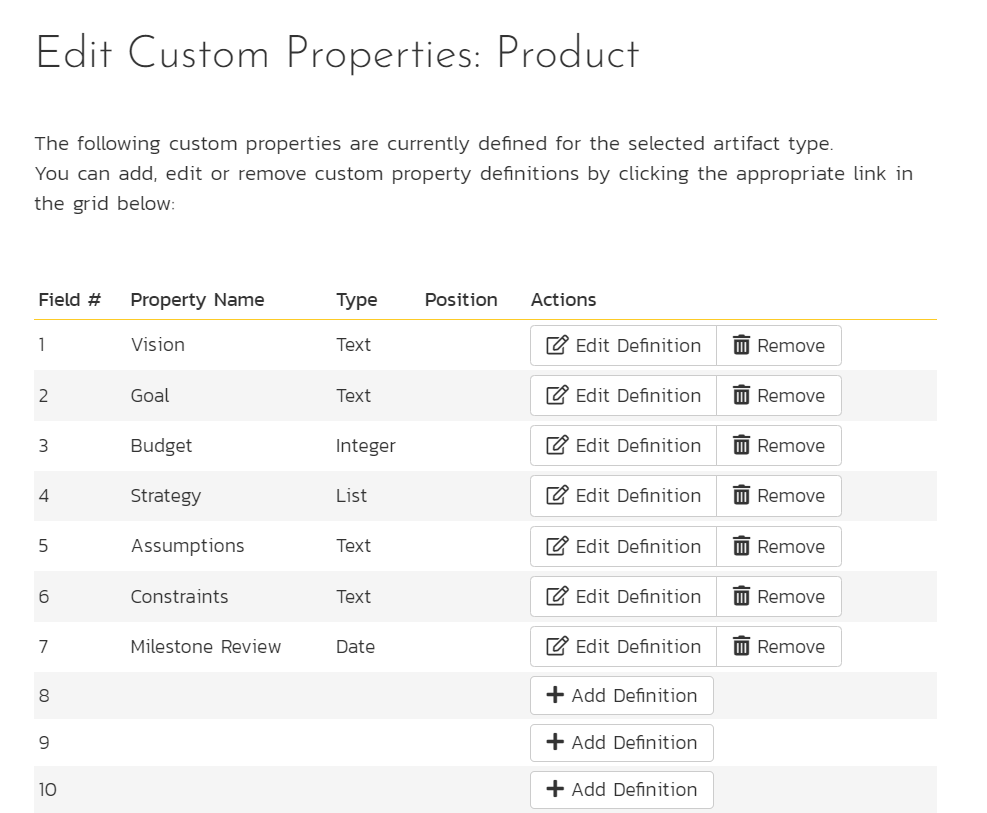 Edit Custom Properties: Product
The following custom properties are currently defined for the selected artifact type.
You can add, edit or remove custom property definitions by clicking the appropriate link in
the grid below:
Field # Property Name Type Position Actions
1 Vision Text Edit Definition Remove
2 Goal Text Edit Definition Remove
3 Budget Integer Edit Definition Remove
4 Strategy List Edit Definition Remove
5 Assumptions Text Edit Definition Remove
6 Constraints Text Edit Definition Remove
7 Milestone Review Date Edit Definition Remove
8 Add Definition
9 Add Definition
10 Add Definition